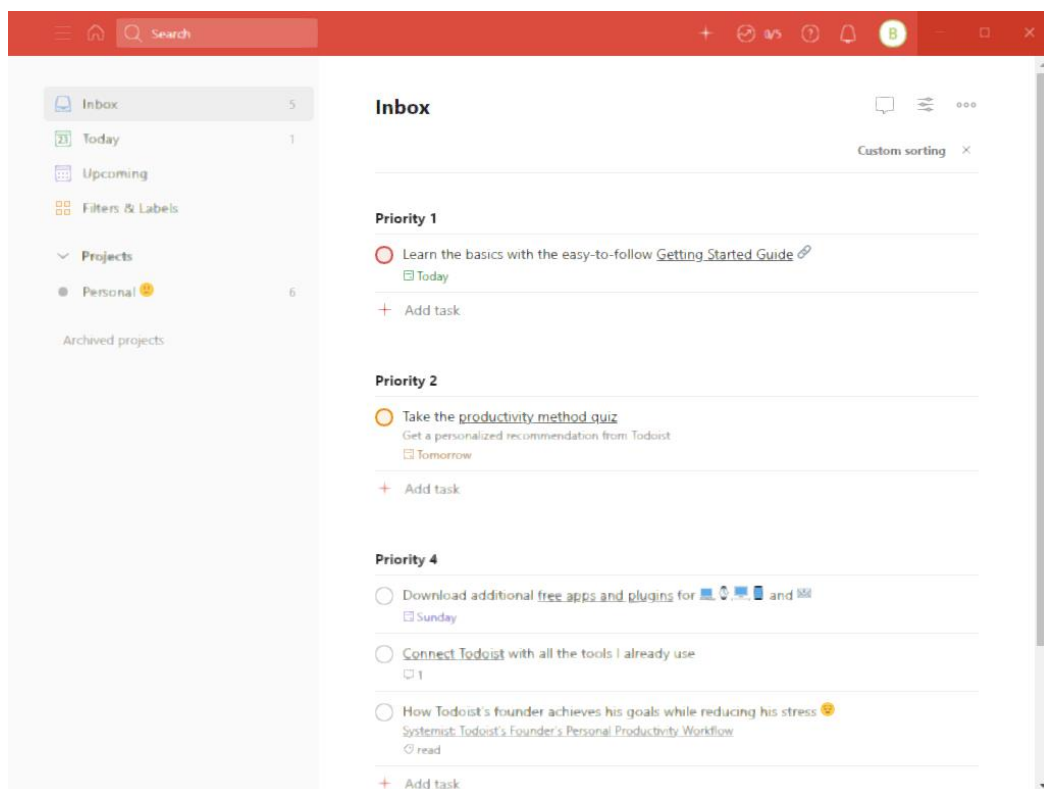 Search
0/5
B
Inbox 5
23 Today 1
Upcoming
Filters & Labels
Projects
Personal 6
Archived projects
Inbox
Custom sorting
Priority 1
Learn the basics with the easy-to-follow Getting Started Guide
Today
Add task
Priority 2
Take the productivity method quiz
Get a personalized recommendation from Todoist
Tomorrow
Add task
Priority 4
Download additional free apps and plugins for , , and
Sunday
Connect Todoist with all the tools I already use
1
How Todoist's founder achieves his goals while reducing his stress
Systemist: Todoist's Founder's Personal Productivity Workflow
read
Add task